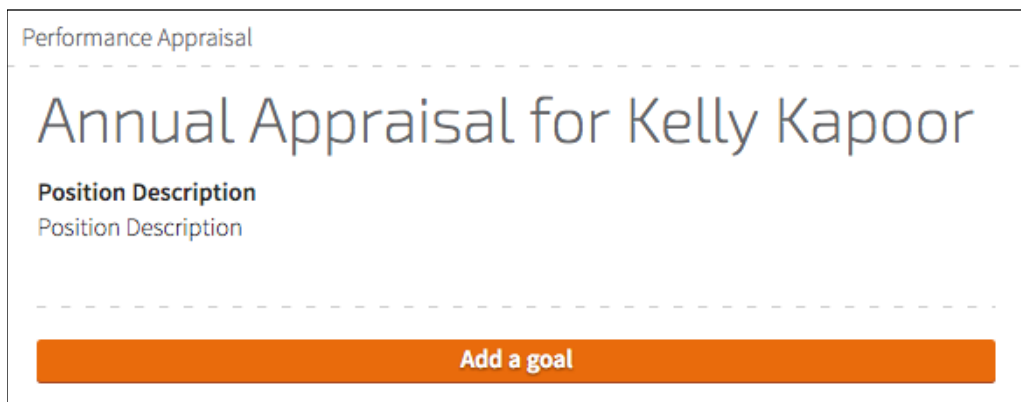 Performance Appraisal
Annual Appraisal for Kelly Kapoor
Position Description
Position Description
Add a goal